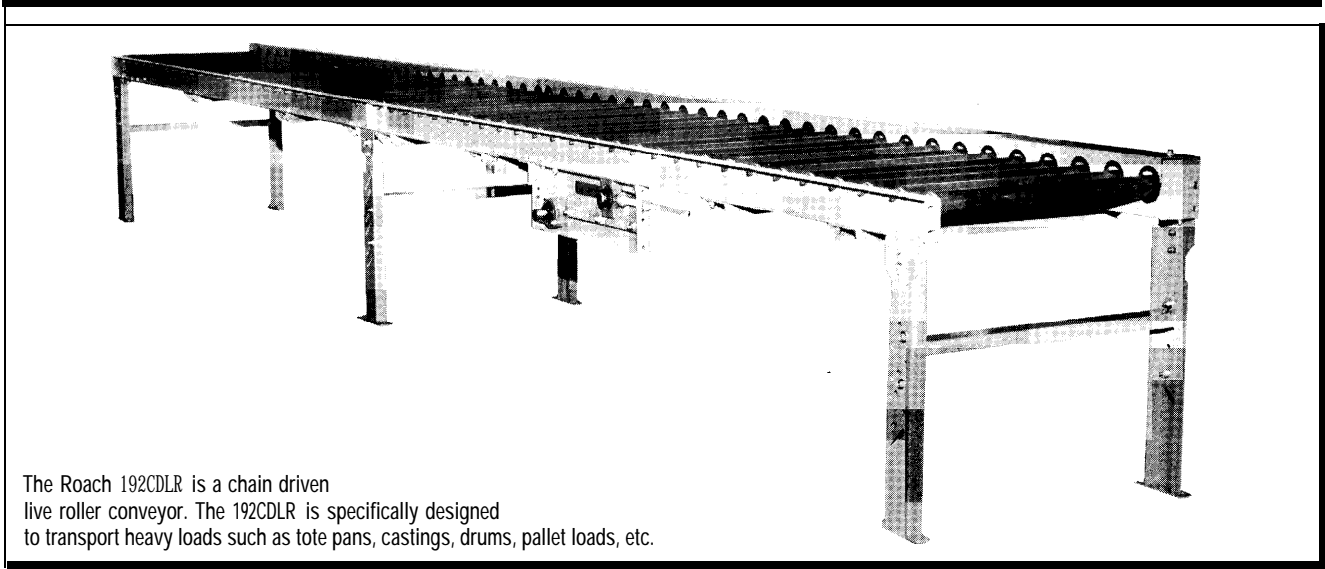 The Roach 192CDLR is a chain driven
live roller conveyor. The 192CDLR is specifically designed
to transport heavy loads such as tote pans, castings, drums, pallet loads, etc.